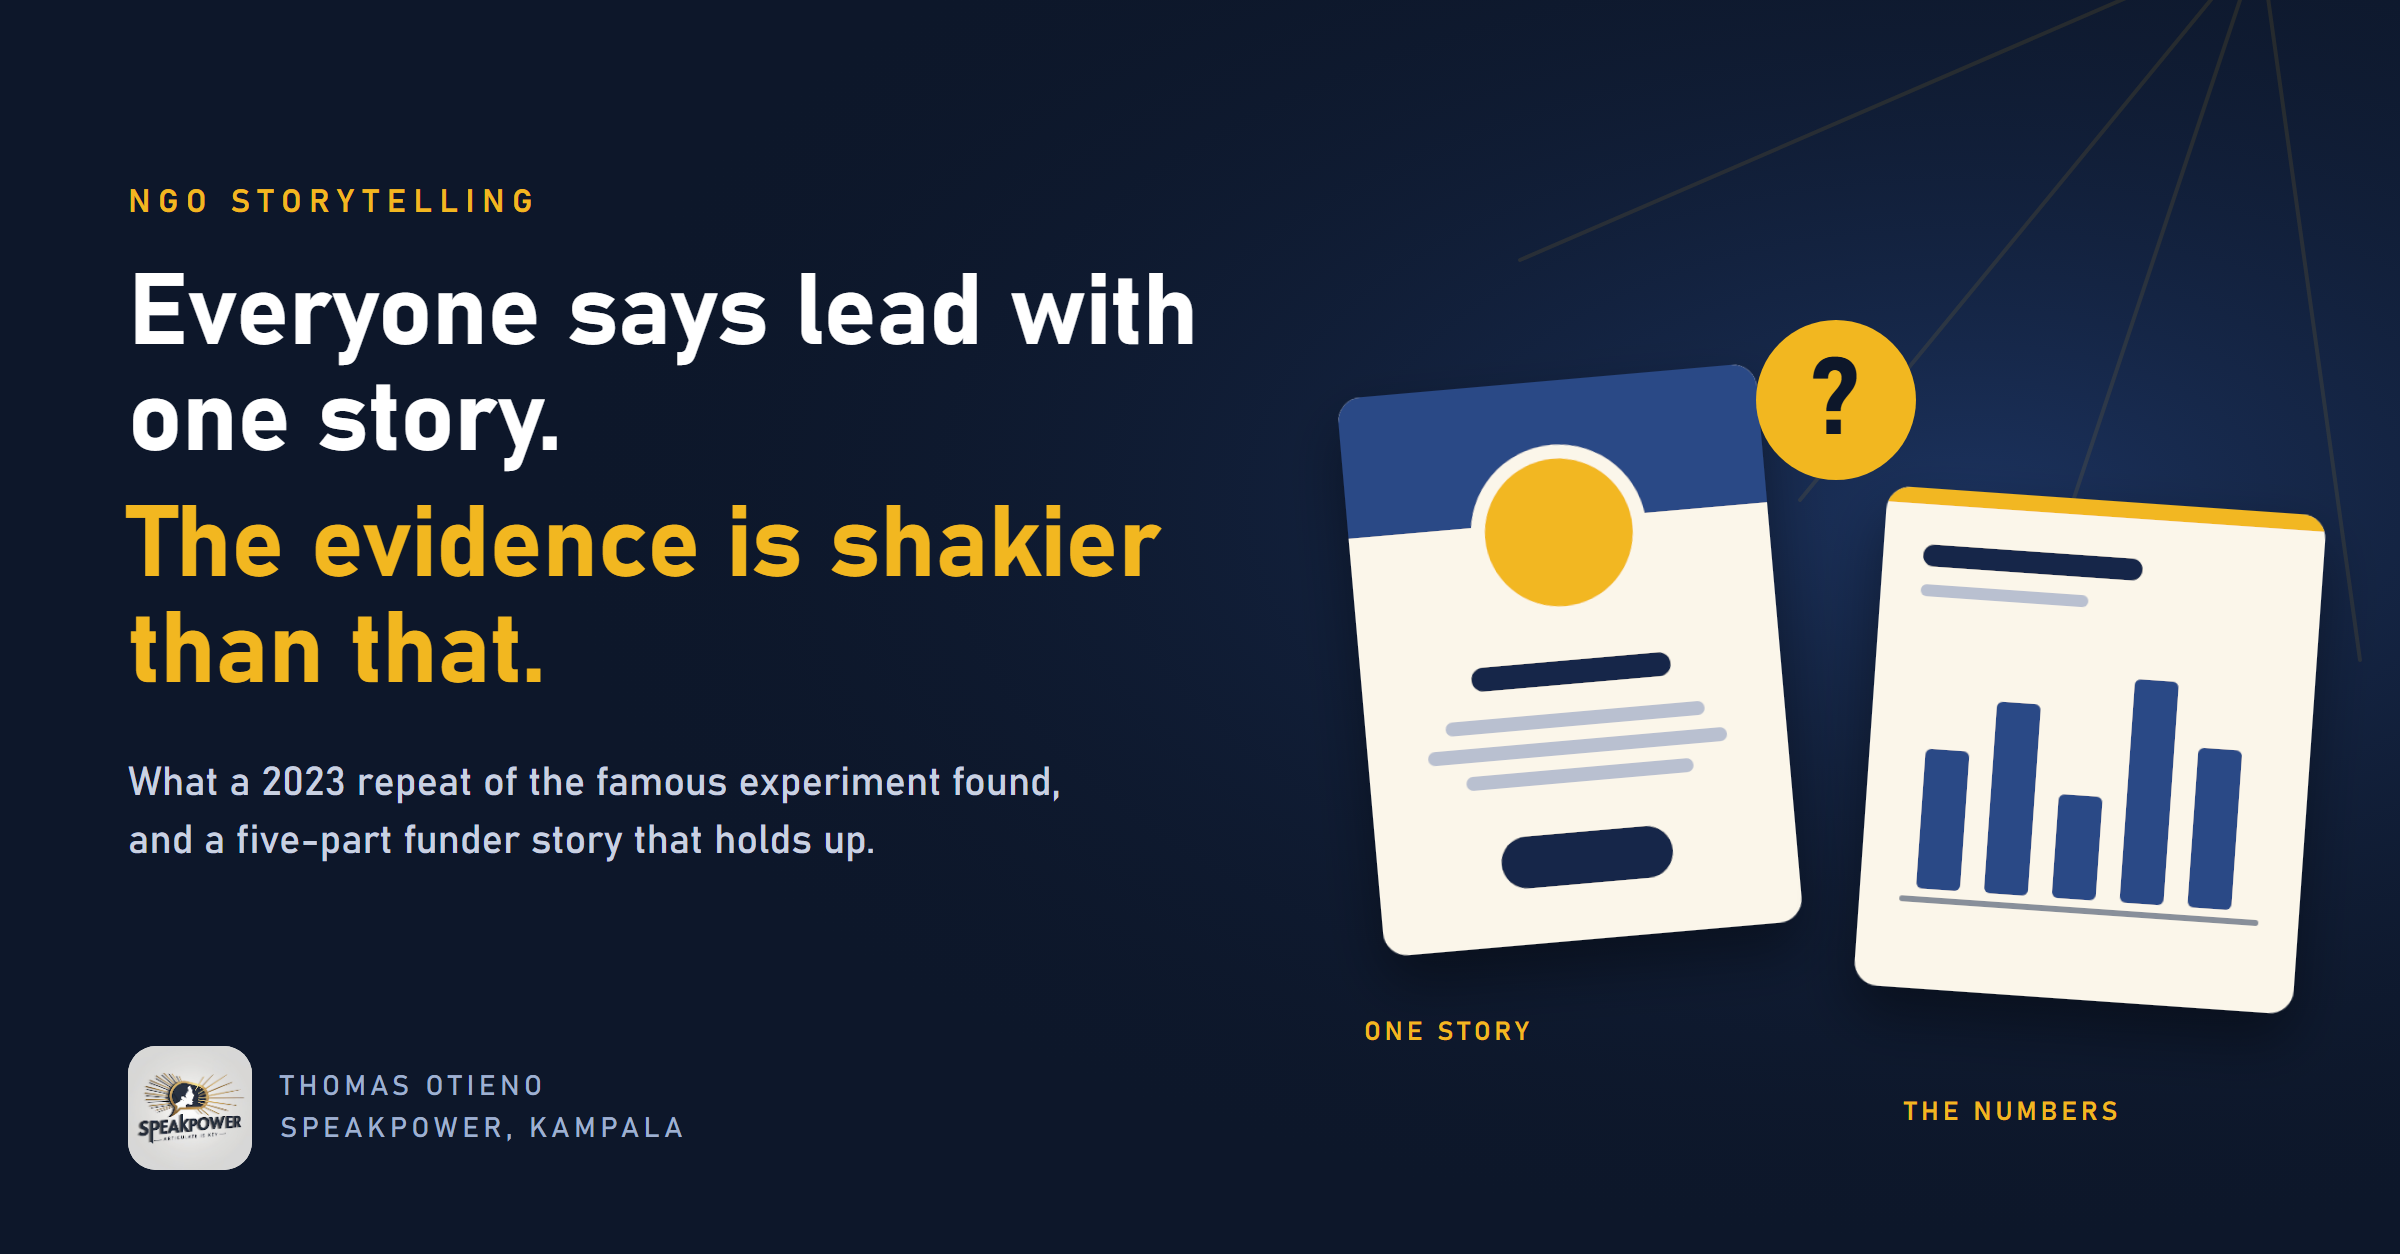 NGO STORYTELLING
Everyone says lead with
one story.
The evidence is shakier
than that.
What a 2023 repeat of the famous experiment found,
and a five-part funder story that holds up.
?
ONE STORY
THE NUMBERS
SPEAKPOWER
THOMAS OTIENO
SPEAKPOWER, KAMPALA